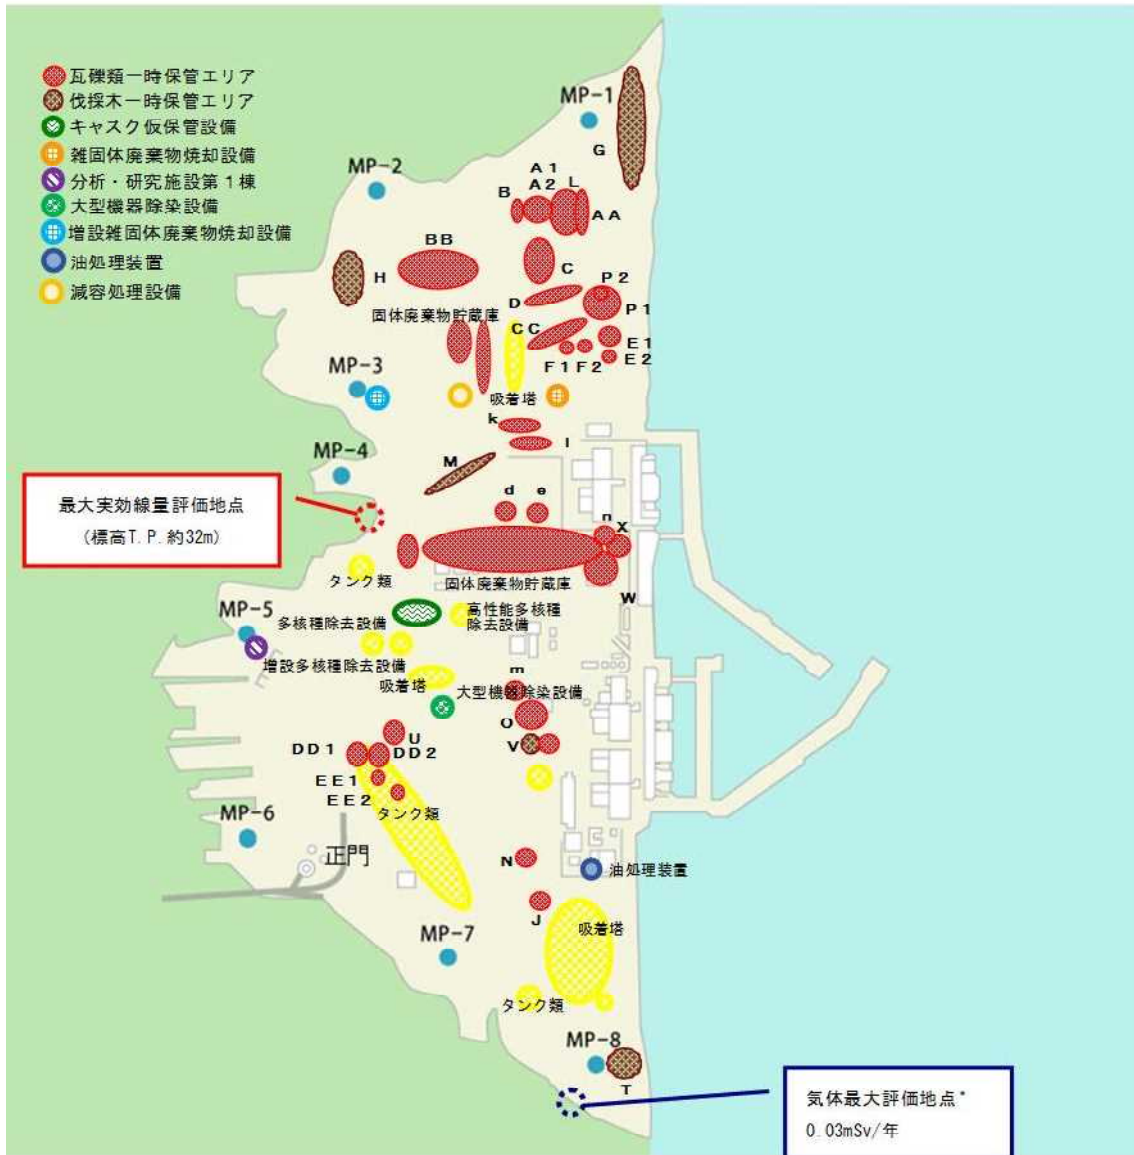 瓦礫類一時保管エリア
伐採木一時保管エリア
キャスク仮保管設備
雑固体廃棄物焼却設備
分析・研究施設第1棟
大型機器除染設備
増設雑固体廃棄物焼却設備
油処理装置
減容処理設備
MP-1
G
MP-2
A1
A2
L
B
AA
BB
H
C
P2
D
P1
固体廃棄物貯蔵庫
CC
E1
E2
F1
F2
MP-3
吸着塔
k
l
MP-4
M
d
e
n
X
最大実効線量評価地点
(標高T.P.約32m)
タンク類
固体廃棄物貯蔵庫
W
MP-5
多核種除去設備
高性能多核種
除去設備
増設多核種除去設備
吸着塔
m
大型機器除染設備
O
U
V
DD1
DD2
EE1
EE2
タンク類
MP-6
正門
N
油処理装置
J
吸着塔
MP-7
タンク類
MP-8
T
気体最大評価地点*
0.03mSv/年